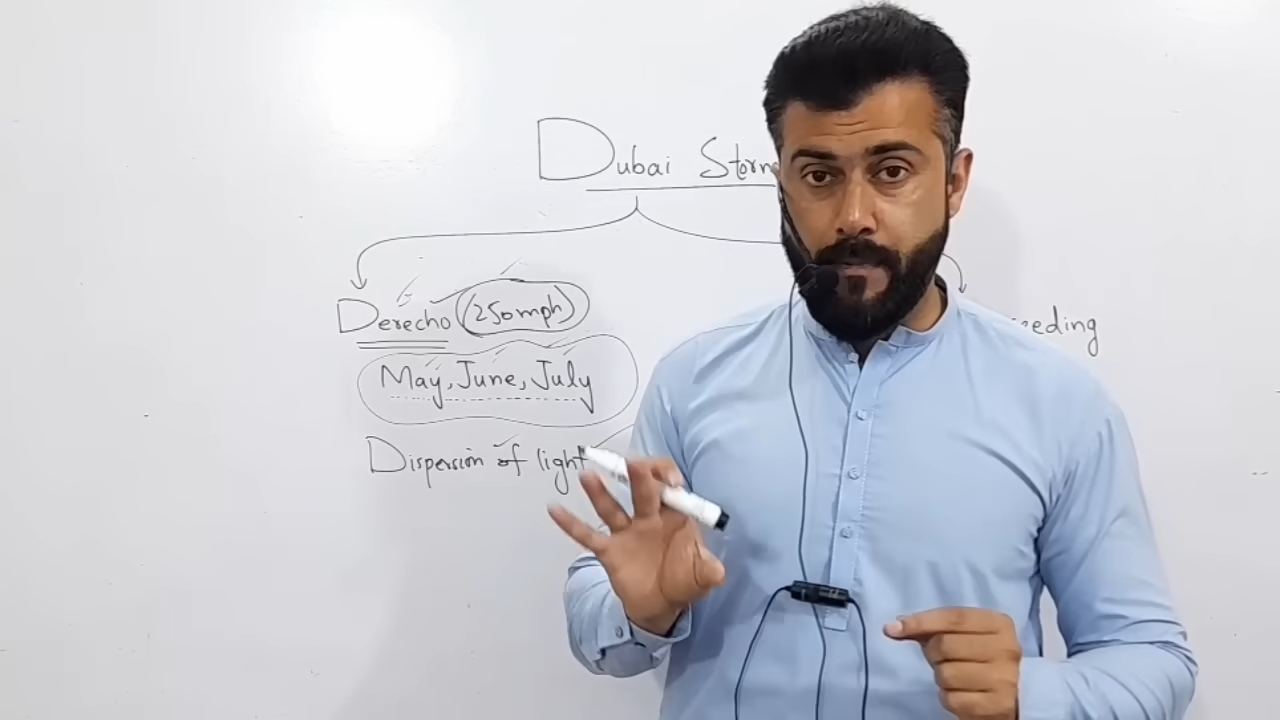 Dubai Storm
Derecho (250mph)
eeding
May, June, July
Dispersion of light